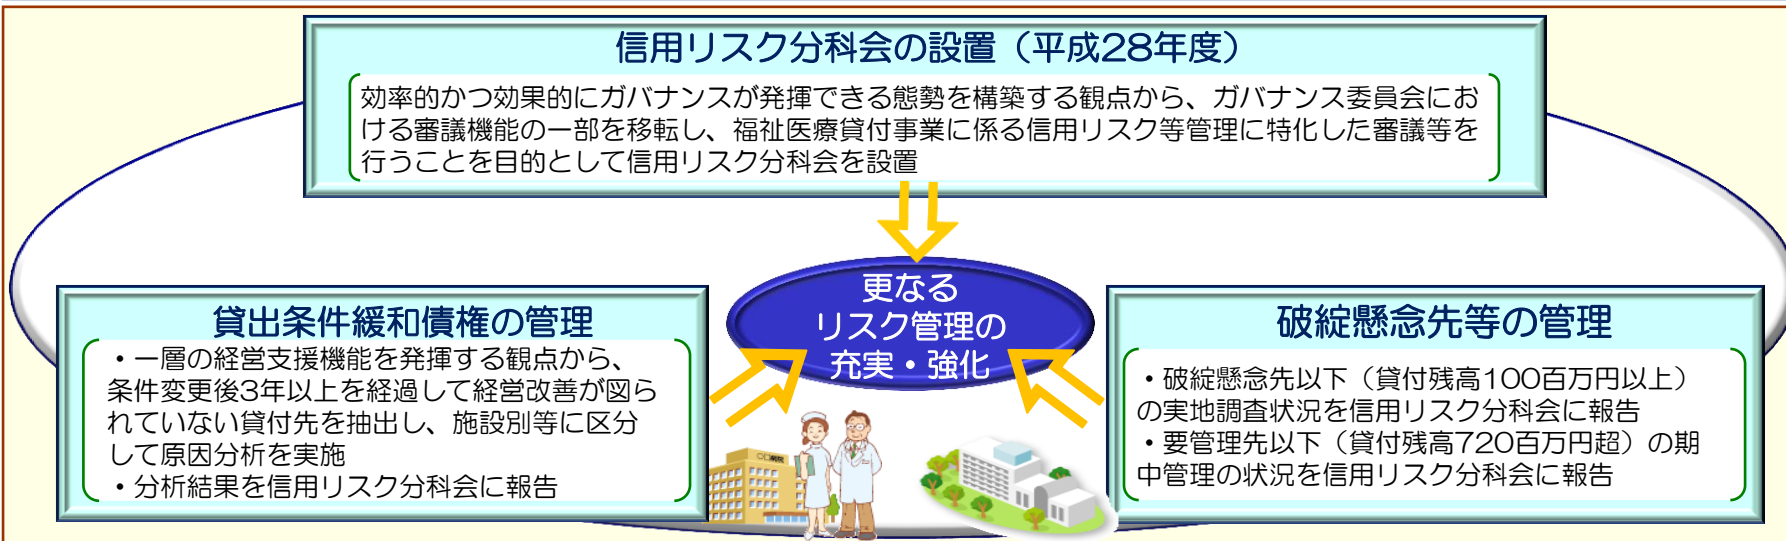 信用リスク分科会の設置（平成28年度）
効率的かつ効果的にガバナンスが発揮できる態勢を構築する観点から、ガバナンス委員会にお
ける審議機能の一部を移転し、福祉医療貸付事業に係る信用リスク等管理に特化した審議等を
行うことを目的として信用リスク分科会を設置
更なる
リスク管理の
充実・強化
貸出条件緩和債権の管理
・一層の経営支援機能を発揮する観点から、
条件変更後3年以上を経過して経営改善が図ら
れていない貸付先を抽出し、施設別等に区分
して原因分析を実施
・分析結果を信用リスク分科会に報告
破綻懸念先等の管理
・破綻懸念先以下（貸付残高100百万円以上）
の実地調査状況を信用リスク分科会に報告
・要管理先以下（貸付残高720百万円超）の期
中管理の状況を信用リスク分科会に報告
〇〇病院